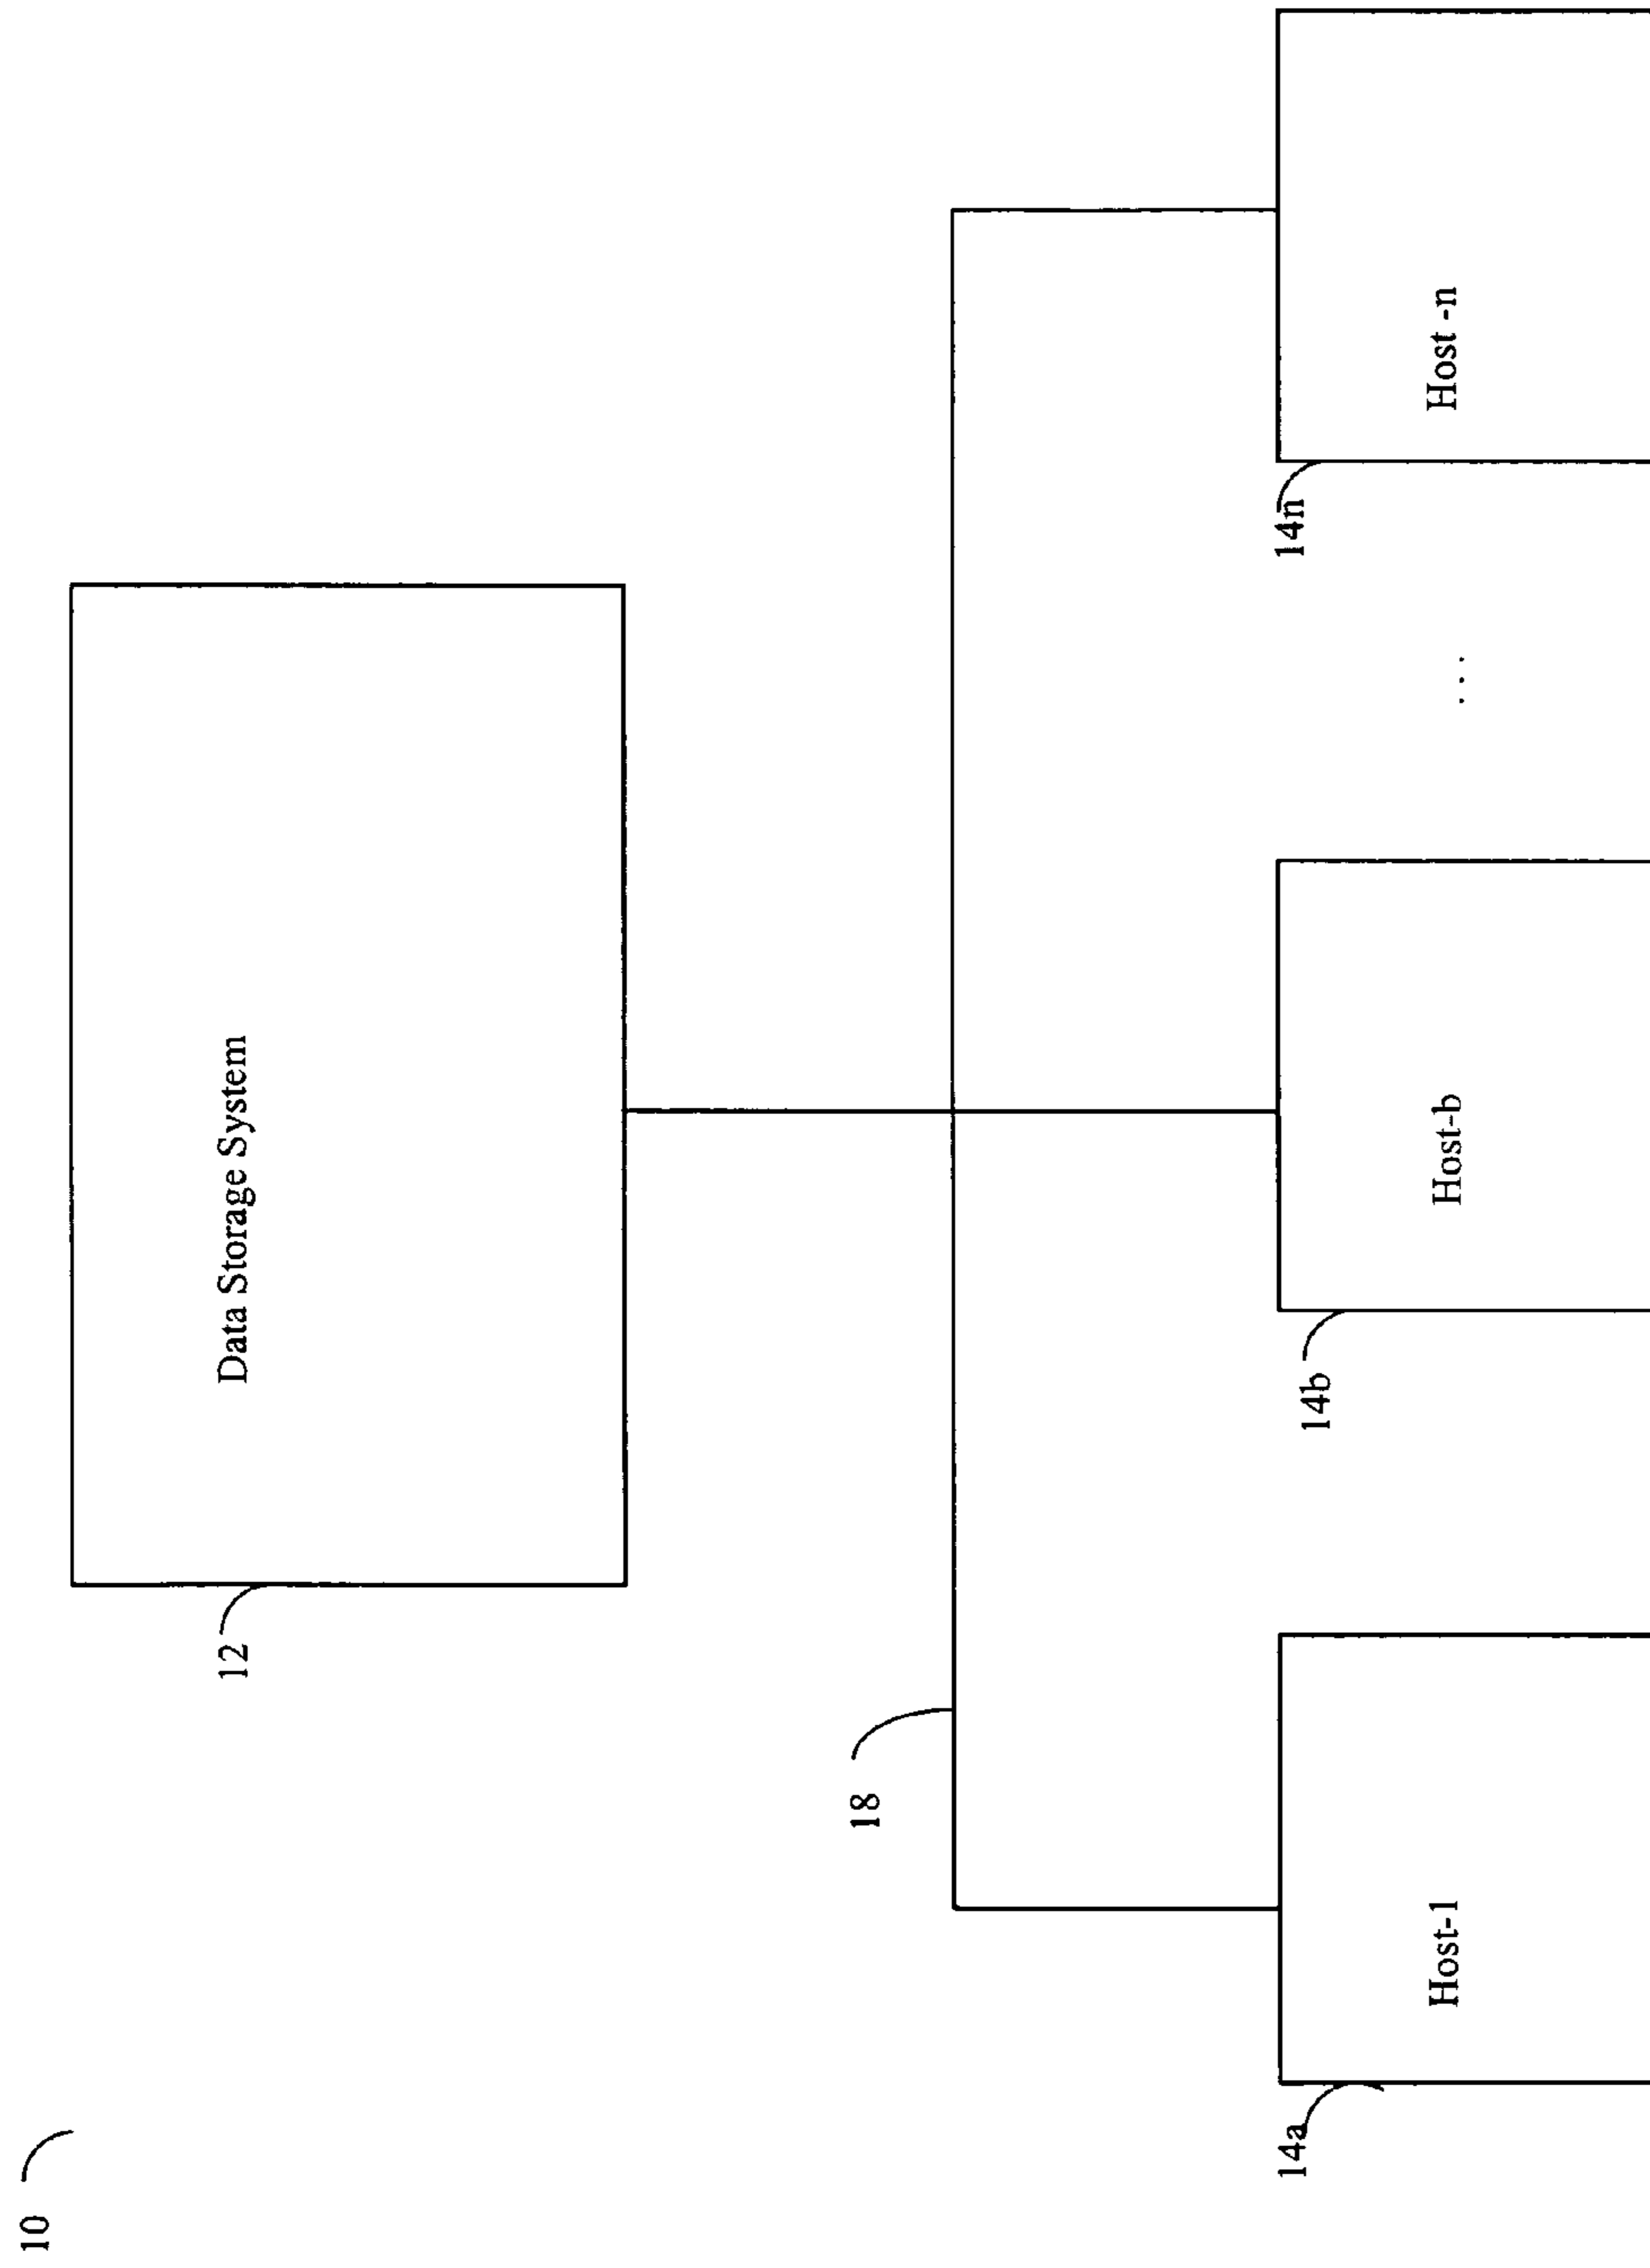 10
12
Data Storage System
18
14a
Host-1
14b
Host-b
. . .
14n
Host -n